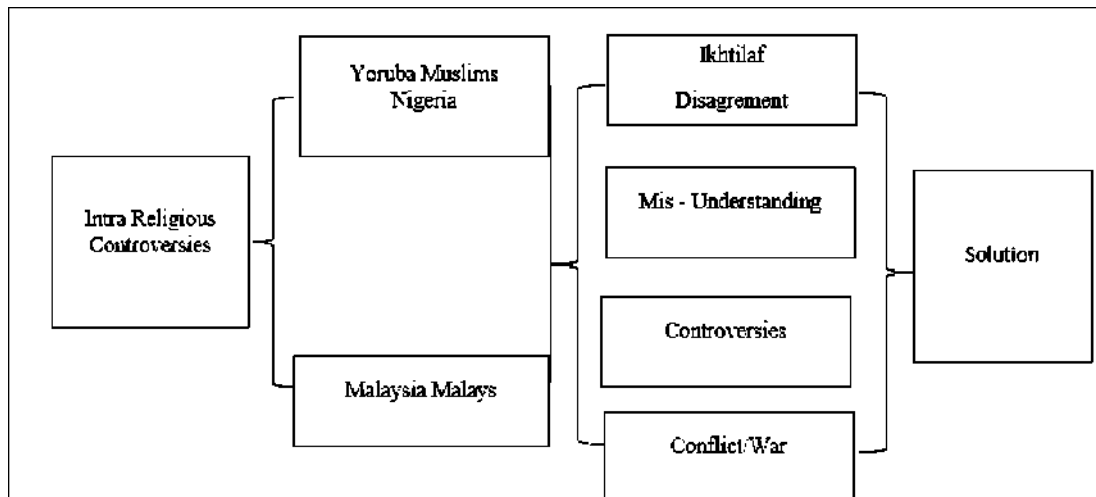 Intra Religious
Controversies
Yoruba Muslims
Nigeria
Malaysia Malays
Ikhtilaf
Disagrement
Mis - Understanding
Controversies
Conflict/War
Solution